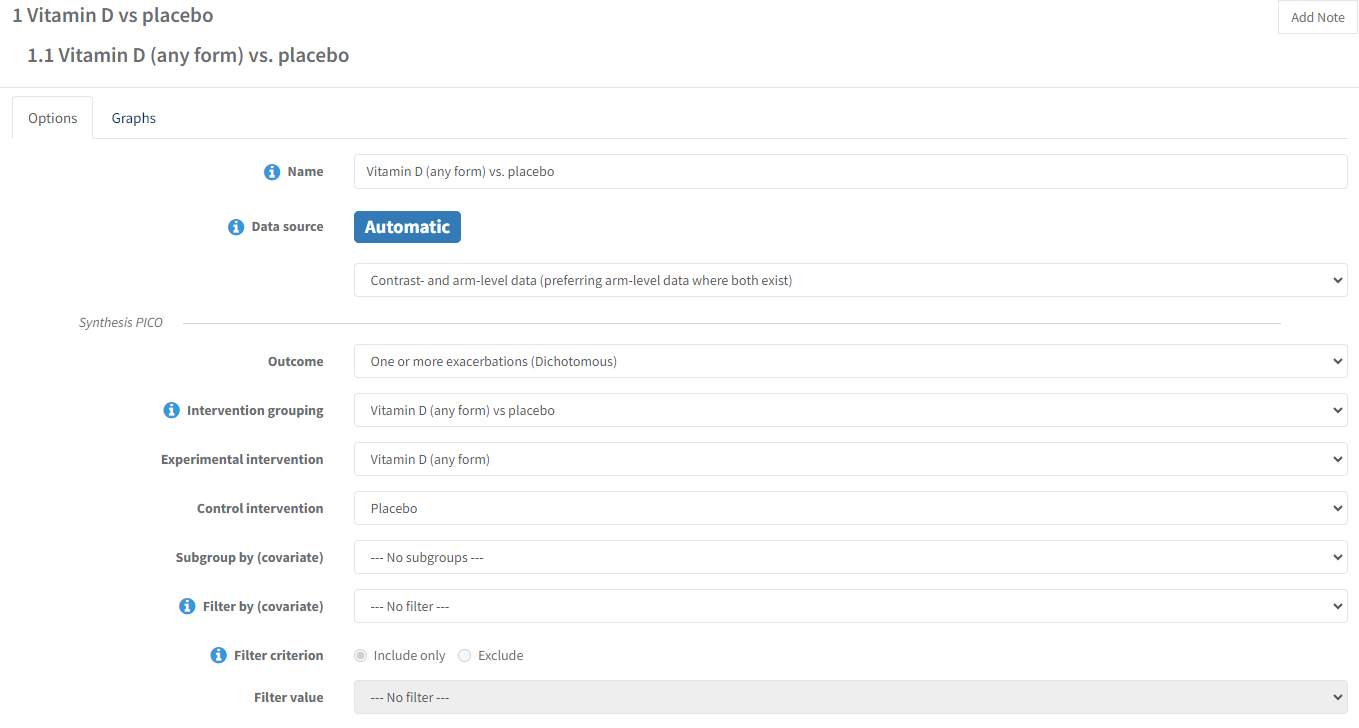 1 Vitamin D vs placebo
Add Note
1.1 Vitamin D (any form) vs. placebo
Options Graphs
Name Vitamin D (any form) vs. placebo
Data source Automatic
Contrast- and arm-level data (preferring arm-level data where both exist)
Synthesis PICO
Outcome One or more exacerbations (Dichotomous)
Intervention grouping Vitamin D (any form) vs placebo
Experimental intervention Vitamin D (any form)
Control intervention Placebo
Subgroup by (covariate) --- No subgroups ---
Filter by (covariate) --- No filter ---
Filter criterion Include only Exclude
Filter value --- No filter ---